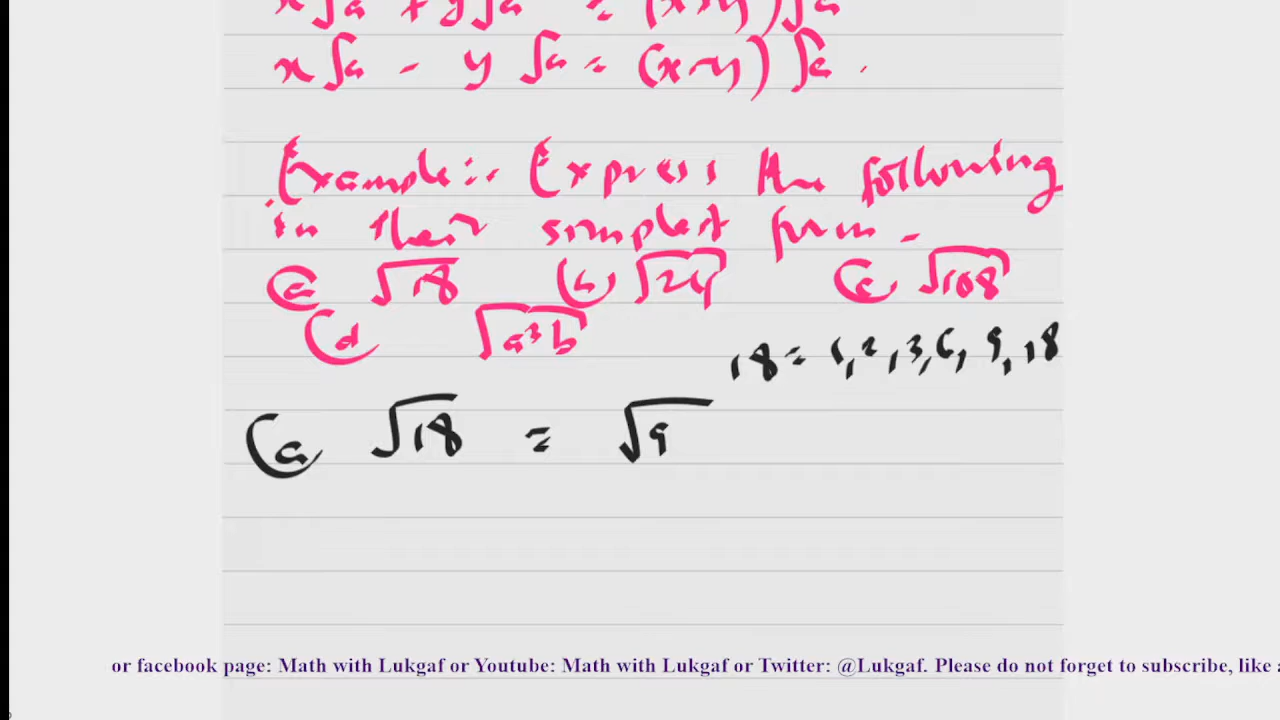 x√a + y√a = (x+y)√a
x√a - y√a = (x-y)√a.
Example:- Express the following
in their simplest form.
(a) √18 (b) √24 (c) √108
(d) √a³b
18 = 1, 2, 3, 6, 9, 18
(a) √18 = √9
or facebook page: Math with Lukgaf or Youtube: Math with Lukgaf or Twitter: @Lukgaf. Please do not forget to subscribe, like a